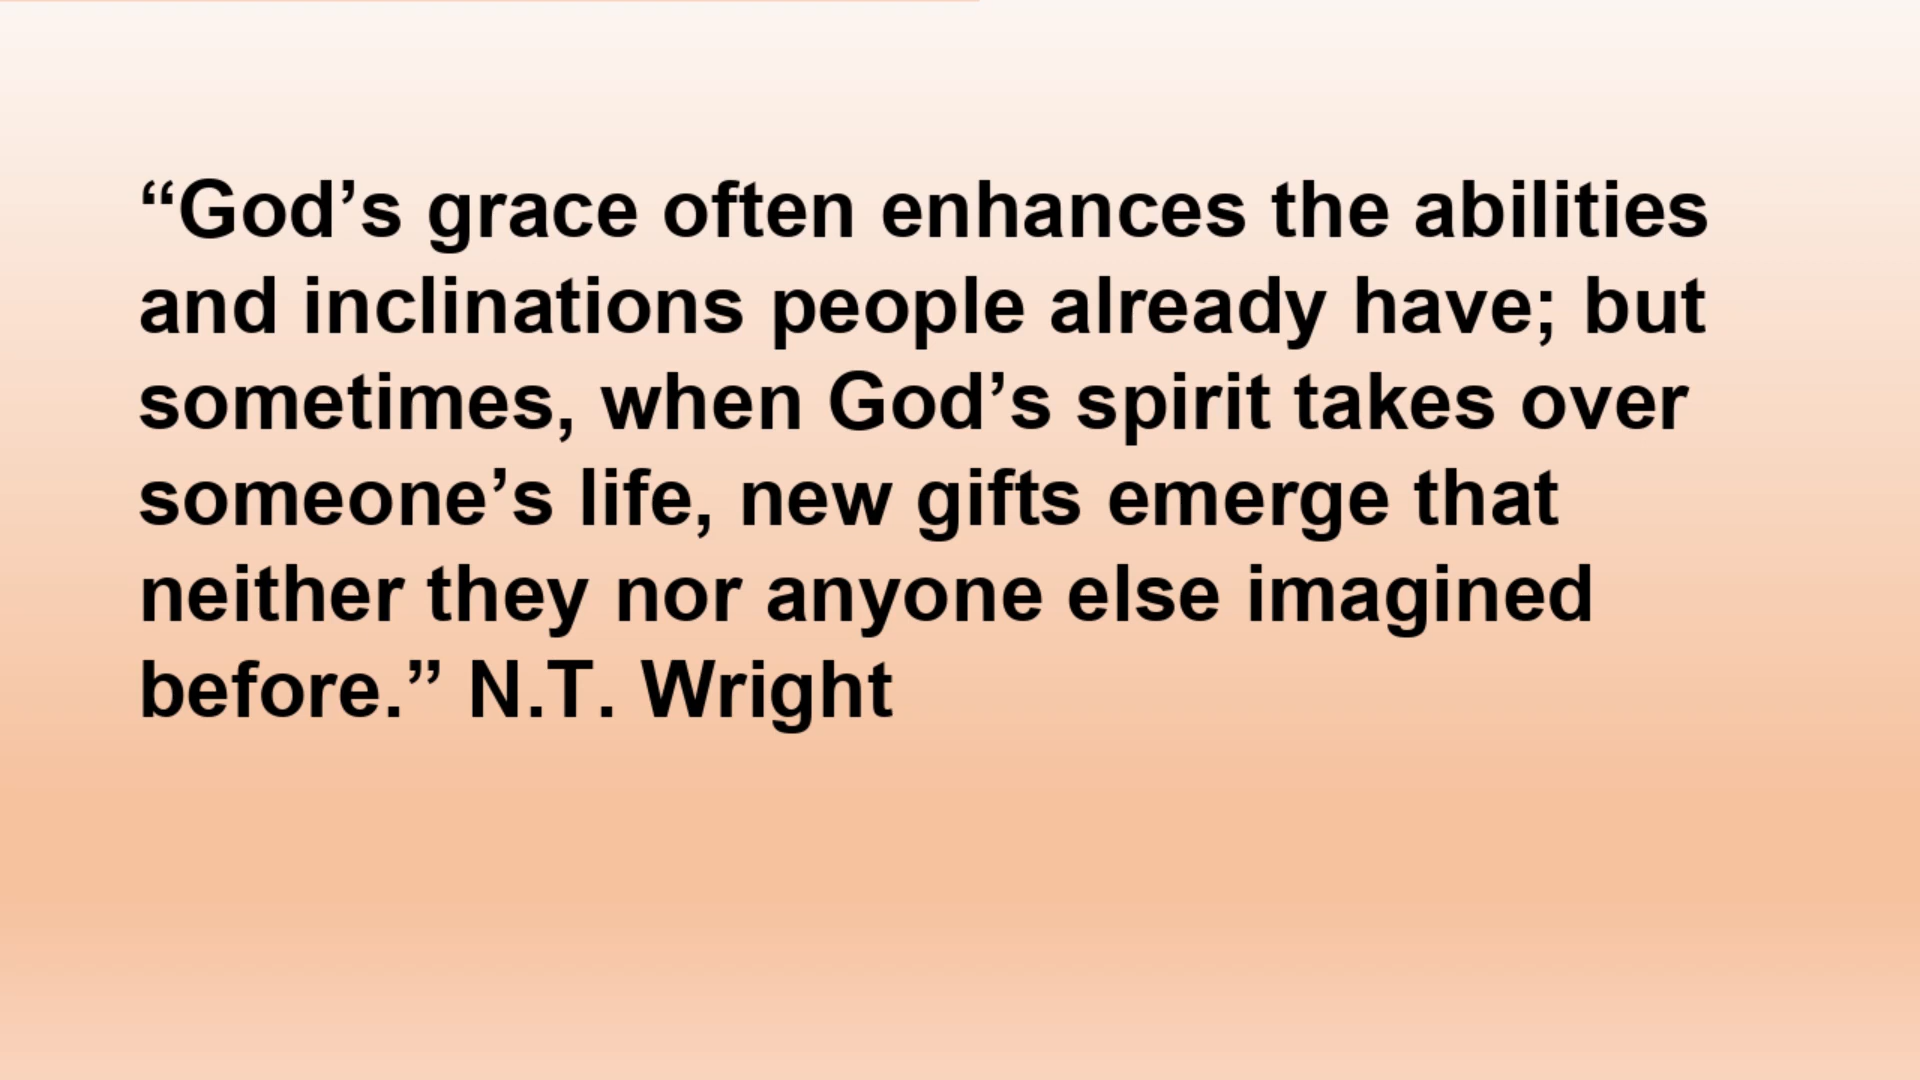 “God’s grace often enhances the abilities
and inclinations people already have; but
sometimes, when God’s spirit takes over
someone’s life, new gifts emerge that
neither they nor anyone else imagined
before.” N.T. Wright